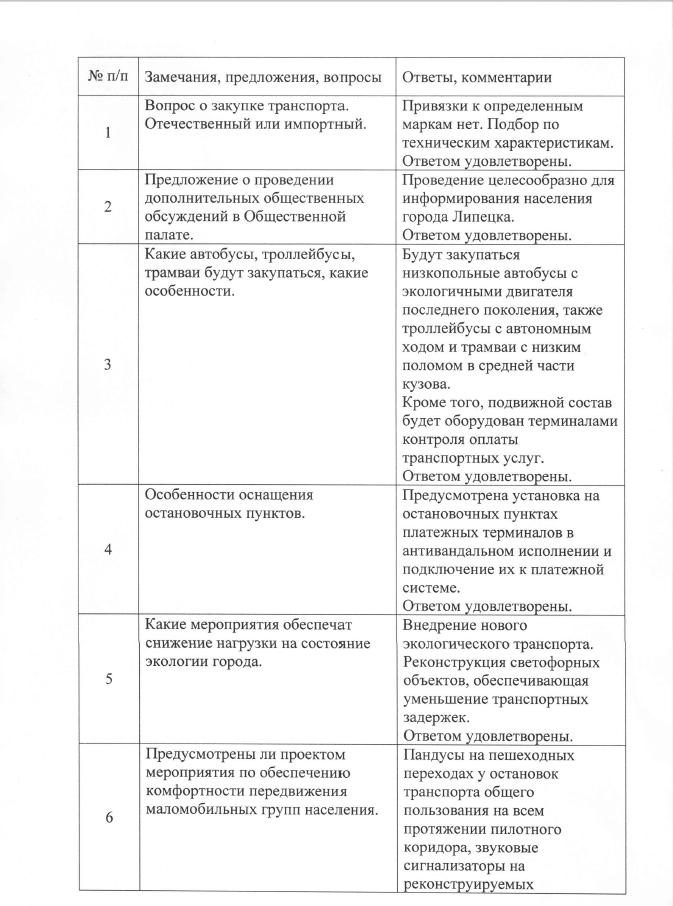 № п/п Замечания, предложения, вопросы Ответы, комментарии
1
Вопрос о закупке транспорта.
Отечественный или импортный.
Привязки к определенным
маркам нет. Подбор по
техническим характеристикам.
Ответом удовлетворены.
2
Предложение о проведении
дополнительных общественных
обсуждений в Общественной
палате.
Проведение целесообразно для
информирования населения
города Липецка.
Ответом удовлетворены.
3
Какие автобусы, троллейбусы,
трамваи будут закупаться, какие
особенности.
Будут закупаться
низкопольные автобусы с
экологичными двигателя
последнего поколения, также
троллейбусы с автономным
ходом и трамваи с низким
поломом в средней части
кузова.
Кроме того, подвижной состав
будет оборудован терминалами
контроля оплаты
транспортных услуг.
Ответом удовлетворены.
4
Особенности оснащения
остановочных пунктов.
Предусмотрена установка на
остановочных пунктах
платежных терминалов в
антивандальном исполнении и
подключение их к платежной
системе.
Ответом удовлетворены.
5
Какие мероприятия обеспечат
снижение нагрузки на состояние
экологии города.
Внедрение нового
экологического транспорта.
Реконструкция светофорных
объектов, обеспечивающая
уменьшение транспортных
задержек.
Ответом удовлетворены.
6
Предусмотрены ли проектом
мероприятия по обеспечению
комфортности передвижения
маломобильных групп населения.
Пандусы на пешеходных
переходах у остановок
транспорта общего
пользования на всем
протяжении пилотного
коридора, звуковые
сигнализаторы на
реконструируемых